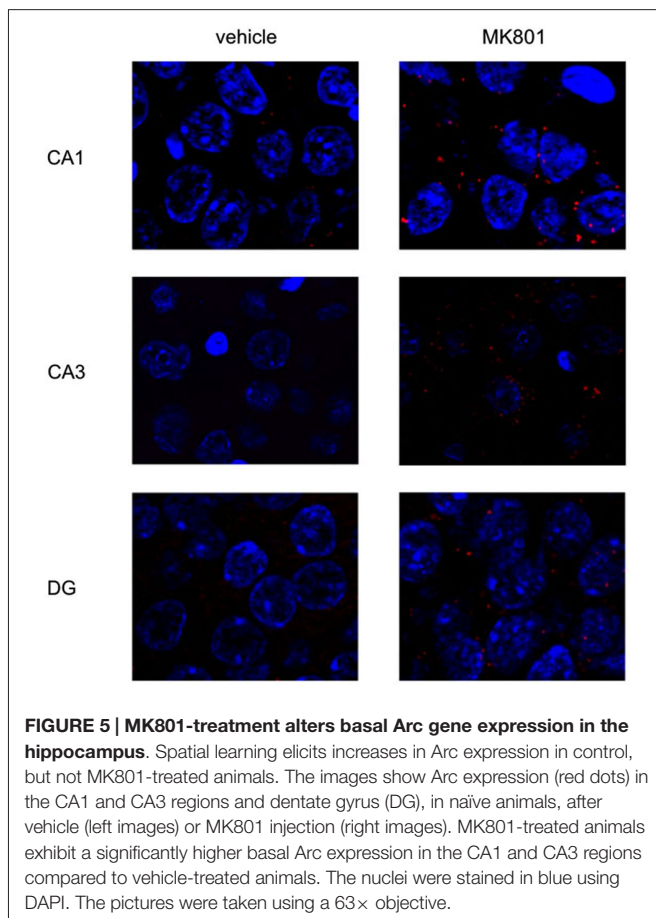 vehicle MK801
CA1
CA3
DG
FIGURE 5 | MK801-treatment alters basal Arc gene expression in the
hippocampus. Spatial learning elicits increases in Arc expression in control,
but not MK801-treated animals. The images show Arc expression (red dots) in
the CA1 and CA3 regions and dentate gyrus (DG), in naïve animals, after
vehicle (left images) or MK801 injection (right images). MK801-treated animals
exhibit a significantly higher basal Arc expression in the CA1 and CA3 regions
compared to vehicle-treated animals. The nuclei were stained in blue using
DAPI. The pictures were taken using a 63× objective.